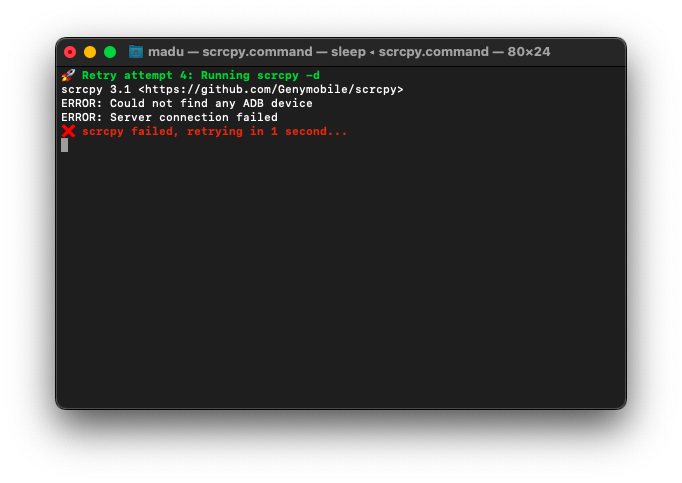 madu — scrcpy.command — sleep ◂ scrcpy.command — 80×24
🚀 Retry attempt 4: Running scrcpy -d
scrcpy 3.1 <https://github.com/Genymobile/scrcpy>
ERROR: Could not find any ADB device
ERROR: Server connection failed
❌ scrcpy failed, retrying in 1 second...